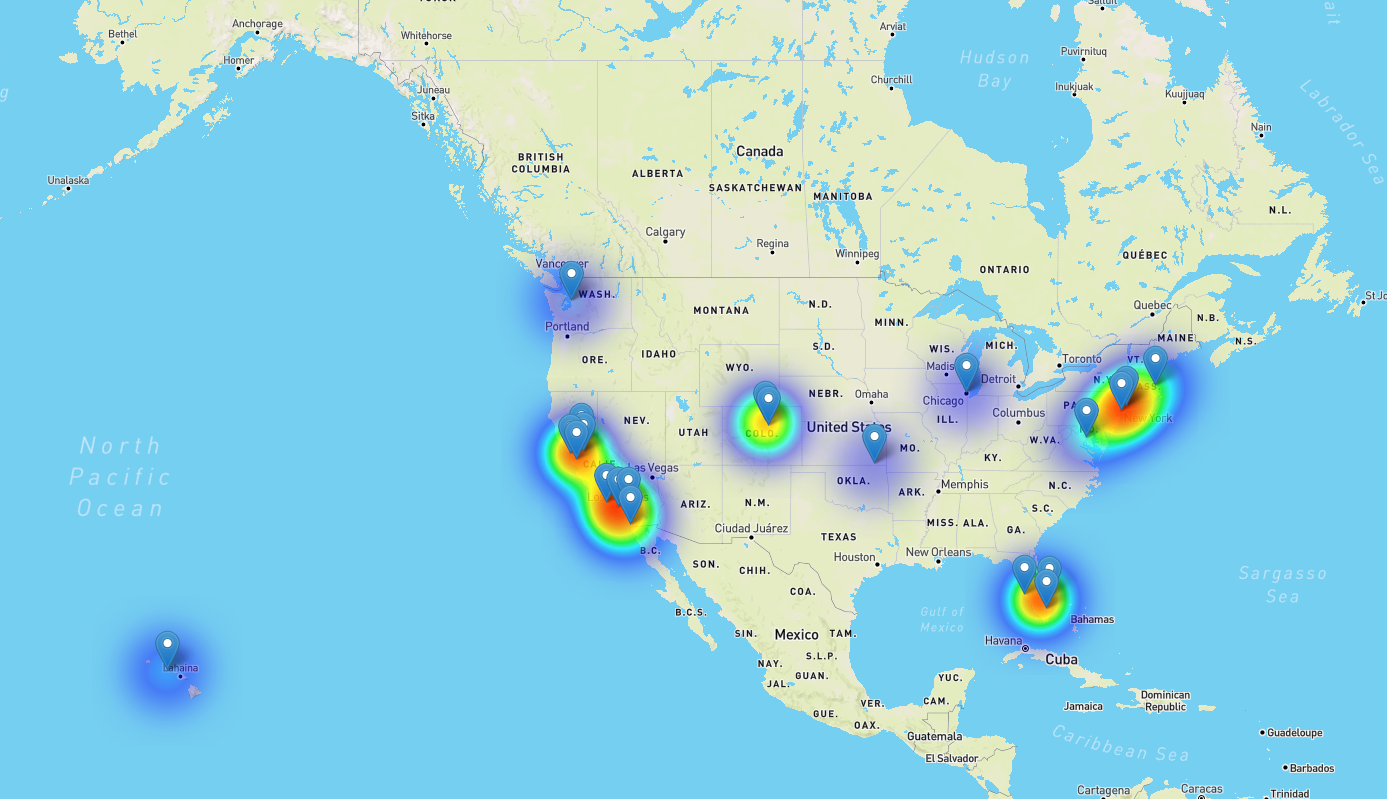 Anchorage
Bethel
Whitehorse
Arviat
Salluit
Hudson
Bay
Puvirnituq
Homer
Churchill
Juneau
Inukjuak
Kuujjuaq
Labrador Sea
Sitka
Nain
Canada
BRITISH
COLUMBIA
ALBERTA
Unalaska
SASKATCHEWAN
MANITOBA
N.L.
Calgary
Regina
Winnipeg
QUÉBEC
Vancouver
ONTARIO
WASH.
St Jo
N.D.
Quebec
MONTANA
N.B.
Portland
MINN.
MAINE
N.S.
S.D.
WIS.
MICH.
ORE.
IDAHO
Toronto
VT.
WYO.
Madis
Detroit
N.Y.
NEBR.
Omaha
Chicago
PA
Columbus
New York
NEV.
ILL.
UTAH
COLO.
United States
W.VA.
MO.
KY.
North
Pacific
Ocean
CALIF.
Las Vegas
OKLA.
Memphis
N.C.
ARK.
Los Angeles
ARIZ.
N.M.
S.C.
MISS.
ALA.
GA.
Ciudad Juárez
TEXAS
B.C.
Houston
New Orleans
SON.
CHIH.
Sargasso
Sea
COA.
Gulf of
Mexico
B.C.S.
Bahamas
SIN.
Mexico
TAM.
Havana
Cuba
S.L.P.
NAY.
Lahaina
GUAN.
YUC.
JAL.
Dominican
Republic
VER.
CAM.
Jamaica
GUE.
OAX.
Guatemala
Caribbean Sea
Guadeloupe
El Salvador
Barbados
Cartagena
Caracas
Trinidad